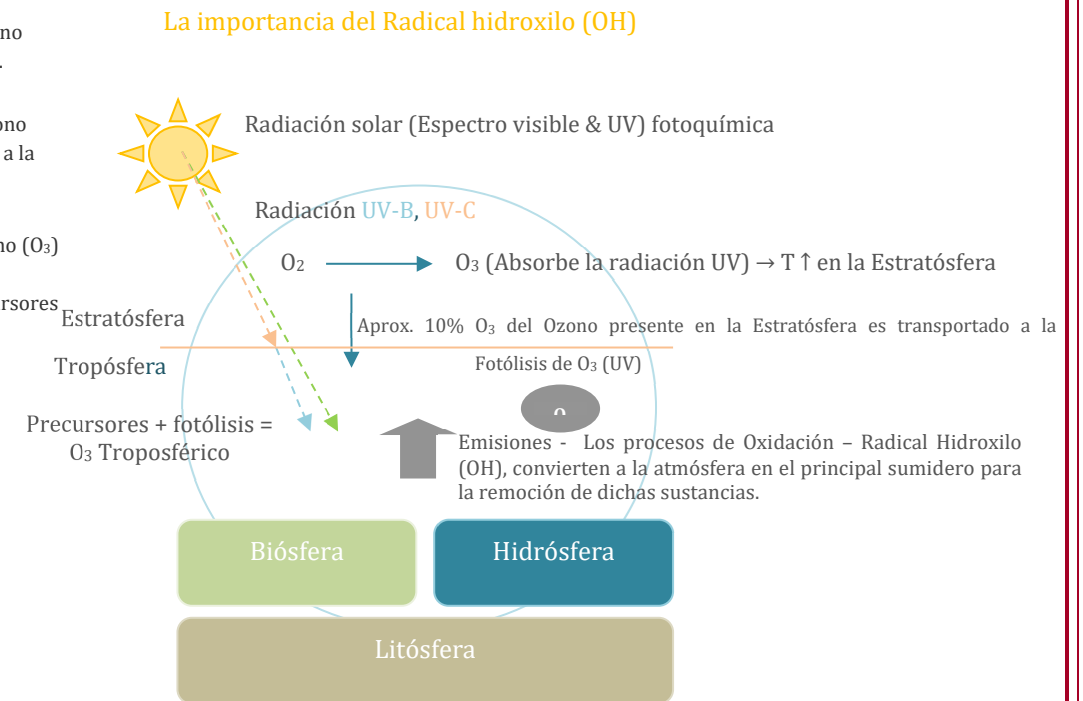 La importancia del Radical hidroxilo (OH)
no
.
ono
a la
no (O₃)
rsores
Radiación solar (Espectro visible & UV) fotoquímica
Radiación UV-B, UV-C
O₂ O₃ (Absorbe la radiación UV) → T ↑ en la Estratósfera
Estratósfera
Aprox. 10% O₃ del Ozono presente en la Estratósfera es transportado a la
Tropósfera
Fotólisis de O₃ (UV)
Precursores + fotólisis =
O₃ Troposférico
Emisiones - Los procesos de Oxidación – Radical Hidroxilo
(OH), convierten a la atmósfera en el principal sumidero para
la remoción de dichas sustancias.
Biósfera
Hidrósfera
Litósfera